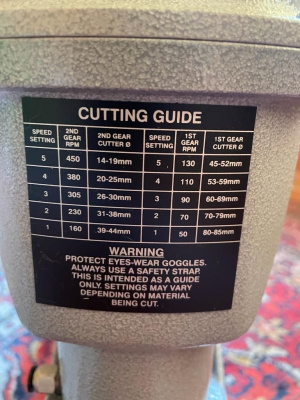 CUTTING GUIDE
SPEED SETTING 2ND GEAR RPM 2ND GEAR CUTTER Ø SPEED SETTING 1ST GEAR RPM 1ST GEAR CUTTER Ø
5 450 14-19mm 5 130 45-52mm
4 380 20-25mm 4 110 53-59mm
3 305 26-30mm 3 90 60-69mm
2 230 31-38mm 2 70 70-79mm
1 160 39-44mm 1 50 80-85mm
WARNING
PROTECT EYES-WEAR GOGGLES.
ALWAYS USE A SAFETY STRAP.
THIS IS INTENDED AS A GUIDE
ONLY. SETTINGS MAY VARY
DEPENDING ON MATERIAL
BEING CUT.